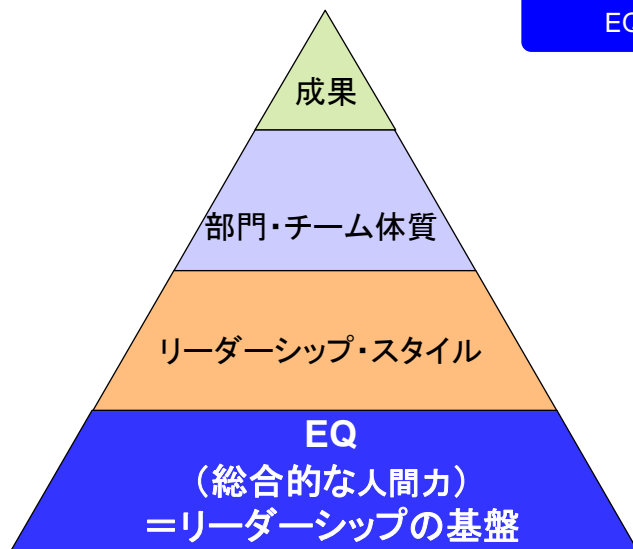 EQ
成果
部門・チーム体質
リーダーシップ・スタイル
EQ
（総合的な人間力）
＝リーダーシップの基盤